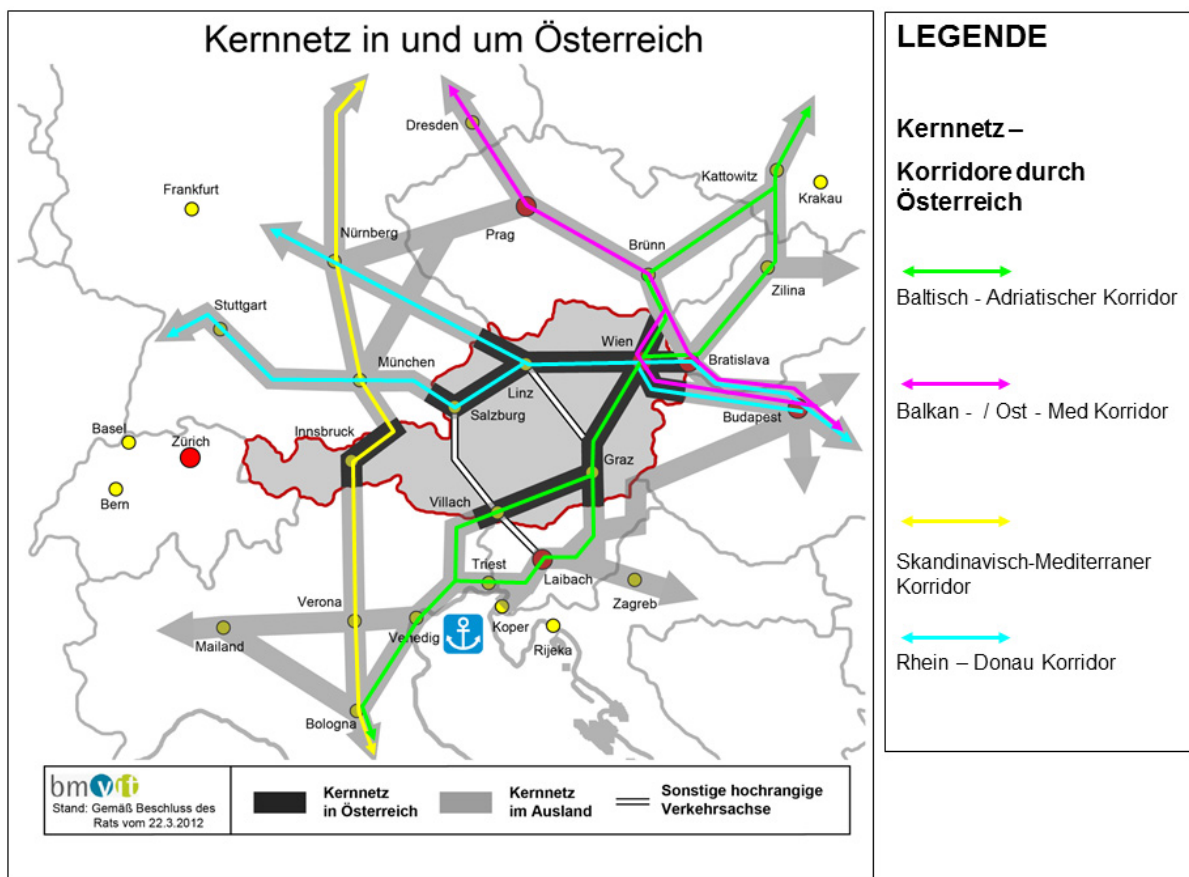 Kernnetz in und um Österreich
Dresden
Kattowitz
Krakau
Frankfurt
Nürnberg
Prag
Brünn
Zilina
Stuttgart
Wien
München
Bratislava
Linz
Salzburg
Budapest
Innsbruck
Basel
Zürich
Graz
Bern
Villach
Triest
Laibach
Zagreb
Verona
Venedig
Koper
Mailand
Rijeka
Bologna
bmvit
Stand: Gemäß Beschluss des
Rats vom 22.3.2012
Kernnetz
in Österreich
Kernnetz
im Ausland
Sonstige hochrangige
Verkehrsachse
LEGENDE
Kernnetz –
Korridore durch
Österreich
Baltisch - Adriatischer Korridor
Balkan - / Ost - Med Korridor
Skandinavisch-Mediterraner
Korridor
Rhein – Donau Korridor